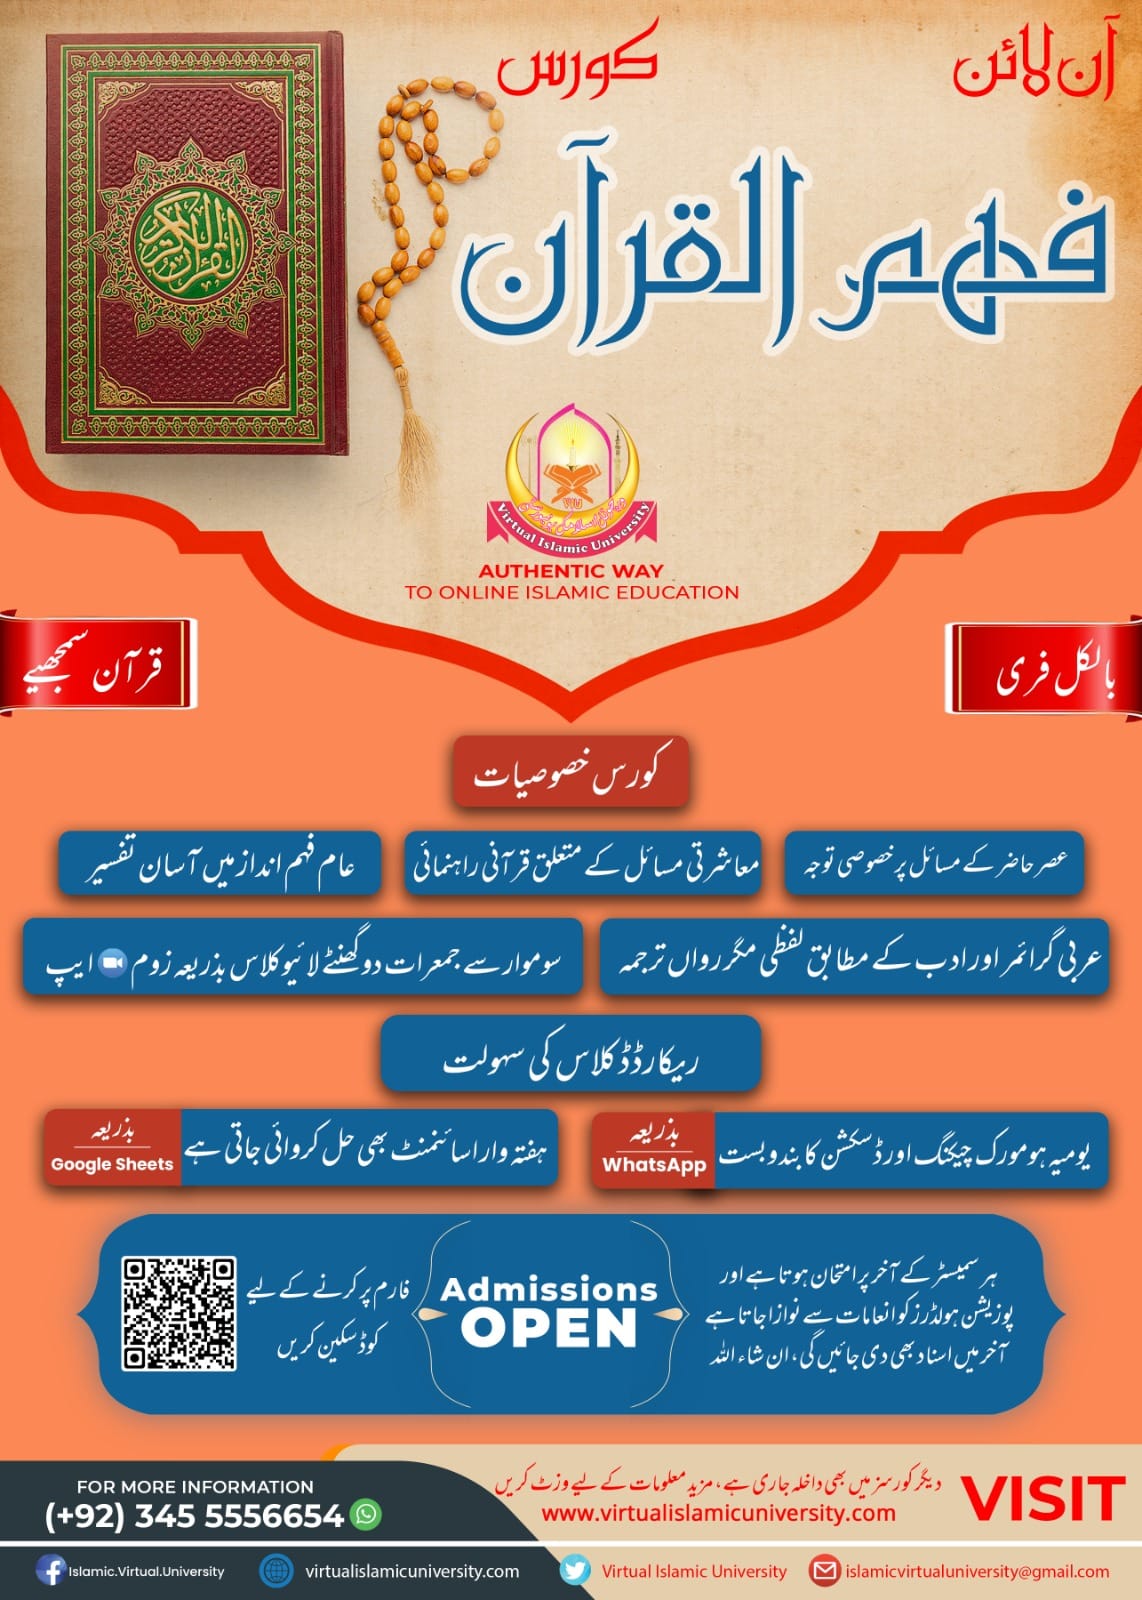 آن لائن کورس
فہم القرآن
القرآن الكريم
VIU
ورچوئل اسلامک یونیورسٹی
Virtual Islamic University
AUTHENTIC WAY
TO ONLINE ISLAMIC EDUCATION
بالکل فری
قرآن سمجھیے
کورس خصوصیات
عصر حاضر کے مسائل پر خصوصی توجہ
معاشرتی مسائل کے متعلق قرآنی راہنمائی
عام فہم انداز میں آسان تفسیر
عربی گرائمر اور ادب کے مطابق لفظی مگر رواں ترجمہ
سوموار سے جمعرات دو گھنٹے لائیو کلاس بذریعہ زوم ایپ
ریکارڈڈ کلاس کی سہولت
یومیہ ہومورک چیکنگ اور ڈسکشن کا بندوبست
بذریعہ
WhatsApp
ہفتہ وار اسائنمنٹ بھی حل کروائی جاتی ہے
بذریعہ
Google Sheets
ہر سمیسٹر کے آخر پر امتحان ہوتا ہے اور
پوزیشن ہولڈرز کو انعامات سے نوازا جاتا ہے
آخر میں اسناد بھی دی جائیں گی، ان شاء اللہ
Admissions
OPEN
فارم پر کرنے کے لیے
کوڈ سکین کریں
FOR MORE INFORMATION
(+92) 345 5556654
دیگر کورسز میں بھی داخلہ جاری ہے، مزید معلومات کے لیے وزٹ کریں
www.virtualislamicuniversity.com
VISIT
Islamic.Virtual.University
virtualislamicuniversity.com
Virtual Islamic University
islamicvirtualuniversity@gmail.com